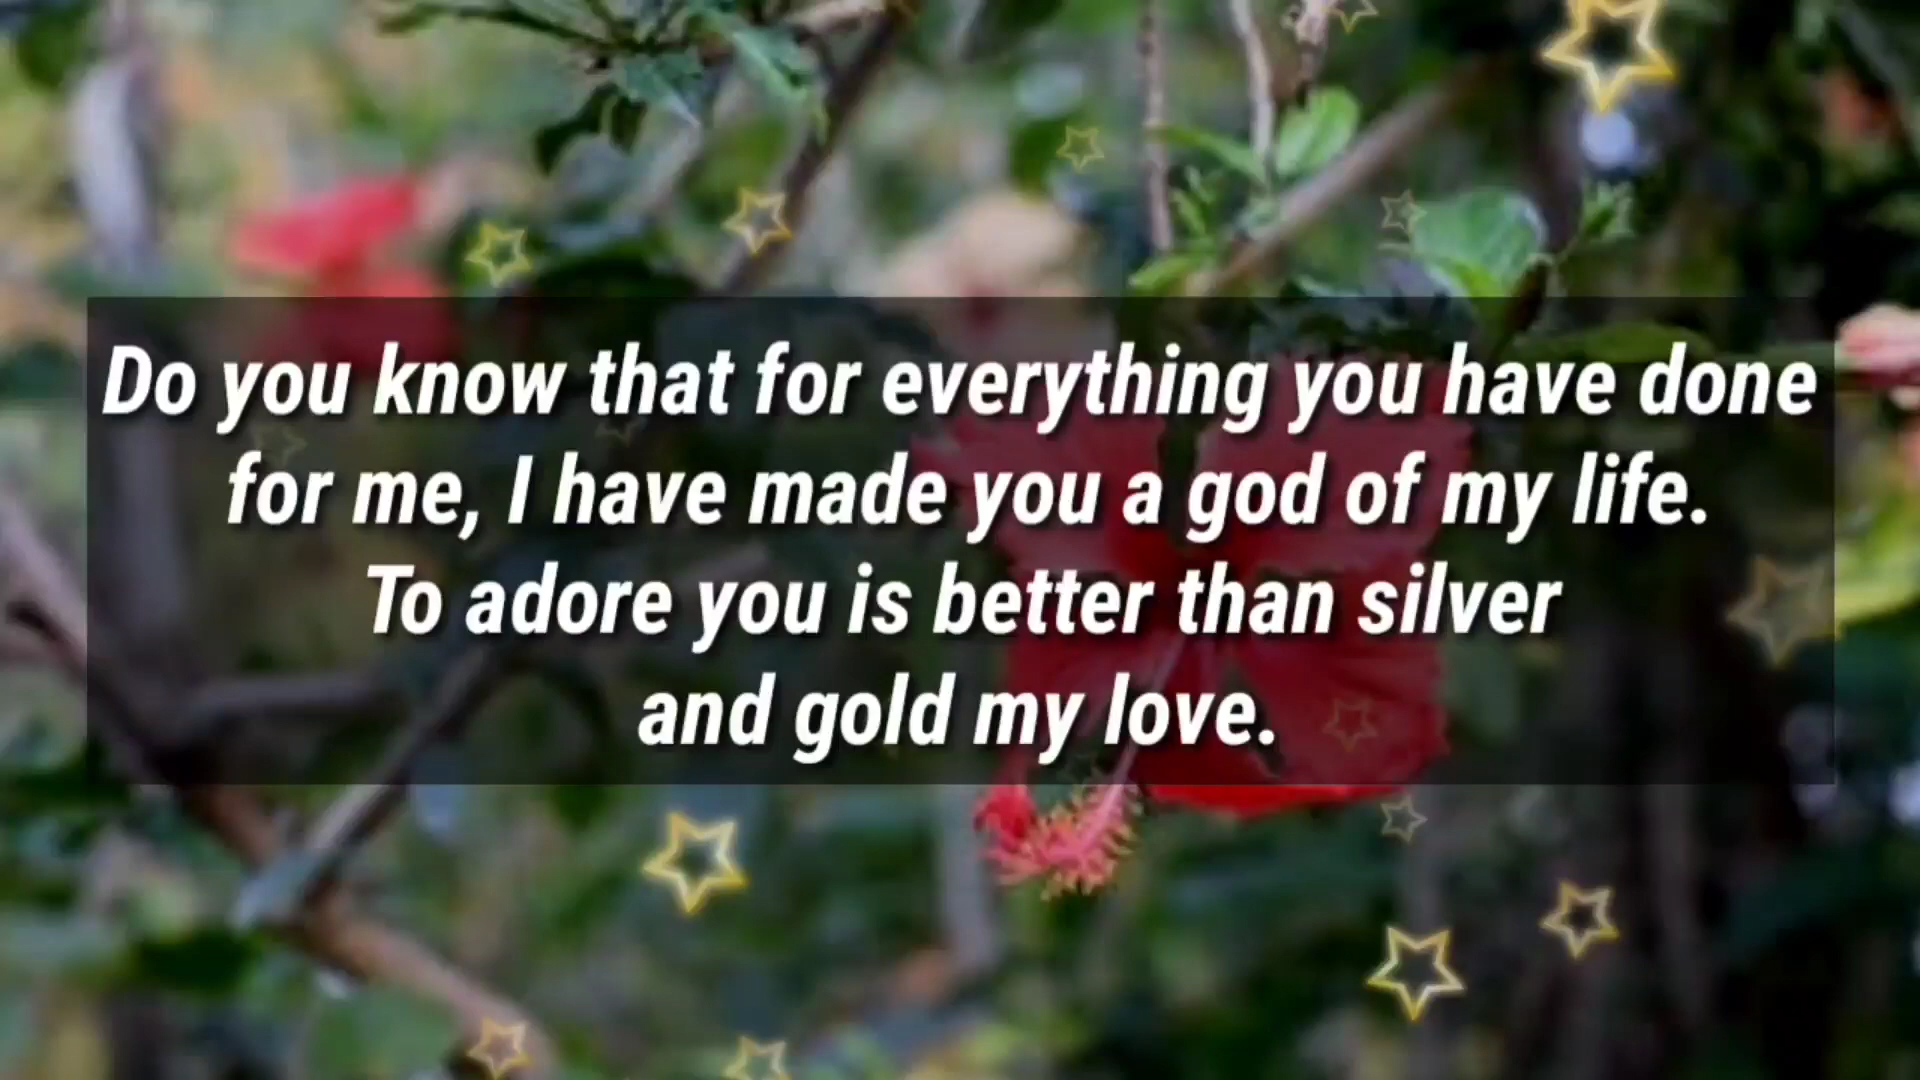 Do you know that for everything you have done
for me, I have made you a god of my life.
To adore you is better than silver
and gold my love.